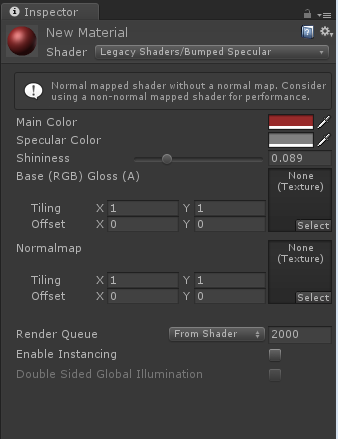 Inspector
New Material
Shader Legacy Shaders/Bumped Specular
Normal mapped shader without a normal map. Consider
using a non-normal mapped shader for performance.
Main Color
Specular Color
Shininess 0.089
Base (RGB) Gloss (A) None
(Texture)
Tiling X 1 Y 1
Offset X 0 Y 0 Select
Normalmap None
(Texture)
Tiling X 1 Y 1
Offset X 0 Y 0 Select
Render Queue From Shader 2000
Enable Instancing
Double Sided Global Illumination